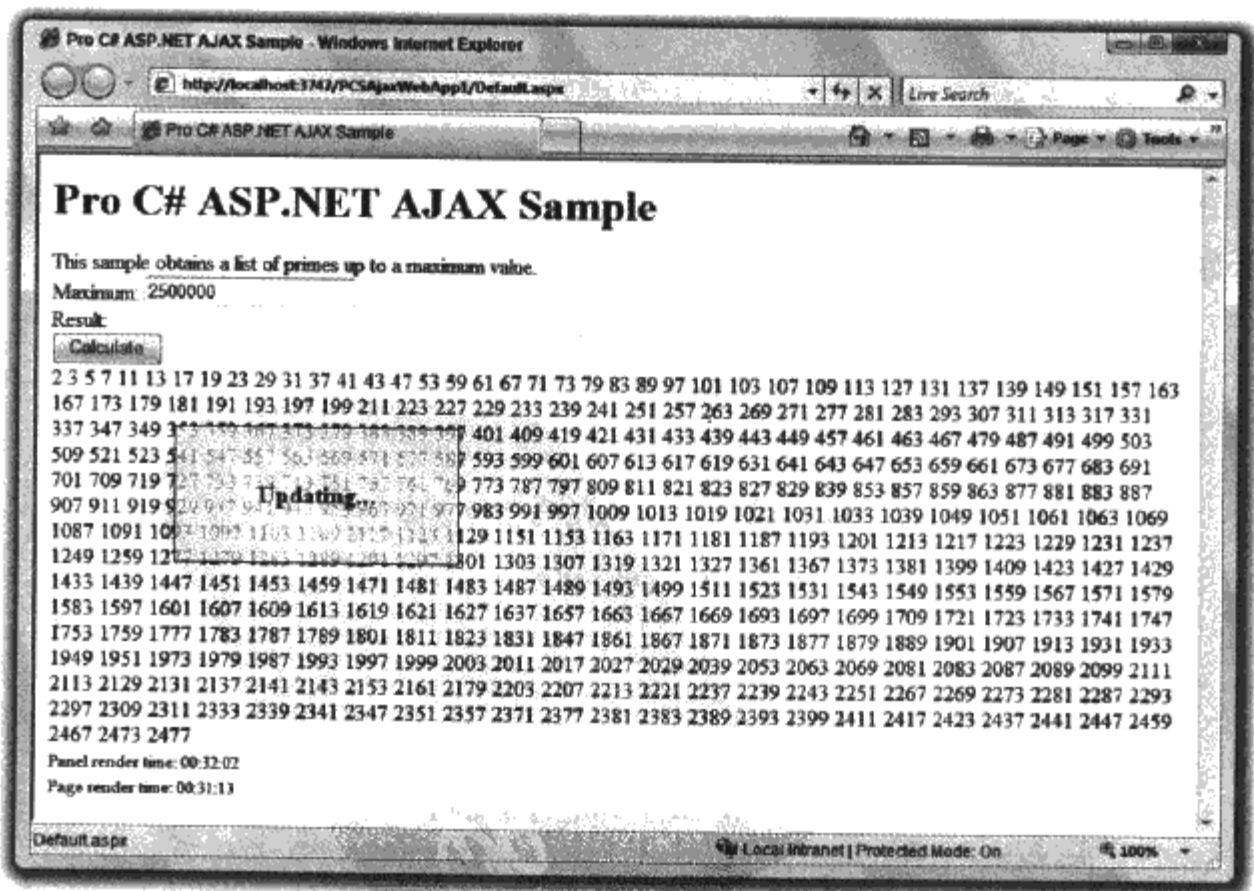 Pro C# ASP.NET AJAX Sample - Windows Internet Explorer
http://localhost:3742/PCSAjaxWebApp1/Default.aspx
Live Search
Pro C# ASP.NET AJAX Sample
Page
Tools
Pro C# ASP.NET AJAX Sample
This sample obtains a list of primes up to a maximum value.
Maximum: 2500000
Result:
Calculate
2 3 5 7 11 13 17 19 23 29 31 37 41 43 47 53 59 61 67 71 73 79 83 89 97 101 103 107 109 113 127 131 137 139 149 151 157 163
167 173 179 181 191 193 197 199 211 223 227 229 233 239 241 251 257 263 269 271 277 281 283 293 307 311 313 317 331
337 347 349 401 409 419 421 431 433 439 443 449 457 461 463 467 479 487 491 499 503
509 521 523 541 547 557 563 569 571 577 587 593 599 601 607 613 617 619 631 641 643 647 653 659 661 673 677 683 691
701 709 719 773 787 797 809 811 821 823 827 829 839 853 857 859 863 877 881 883 887
Updating...
907 911 919 983 991 997 1009 1013 1019 1021 1031 1033 1039 1049 1051 1061 1063 1069
1087 1091 1129 1151 1153 1163 1171 1181 1187 1193 1201 1213 1217 1223 1229 1231 1237
1249 1259 1301 1303 1307 1319 1321 1327 1361 1367 1373 1381 1399 1409 1423 1427 1429
1433 1439 1447 1451 1453 1459 1471 1481 1483 1487 1489 1493 1499 1511 1523 1531 1543 1549 1553 1559 1567 1571 1579
1583 1597 1601 1607 1609 1613 1619 1621 1627 1637 1657 1663 1667 1669 1693 1697 1699 1709 1721 1723 1733 1741 1747
1753 1759 1777 1783 1787 1789 1801 1811 1823 1831 1847 1861 1867 1871 1873 1877 1879 1889 1901 1907 1913 1931 1933
1949 1951 1973 1979 1987 1993 1997 1999 2003 2011 2017 2027 2029 2039 2053 2063 2069 2081 2083 2087 2089 2099 2111
2113 2129 2131 2137 2141 2143 2153 2161 2179 2203 2207 2213 2221 2237 2239 2243 2251 2267 2269 2273 2281 2287 2293
2297 2309 2311 2333 2339 2341 2347 2351 2357 2371 2377 2381 2383 2389 2393 2399 2411 2417 2423 2437 2441 2447 2459
2467 2473 2477
Panel render time: 00:32:02
Page render time: 00:31:13
Default.aspx
Local intranet | Protected Mode: On
100%